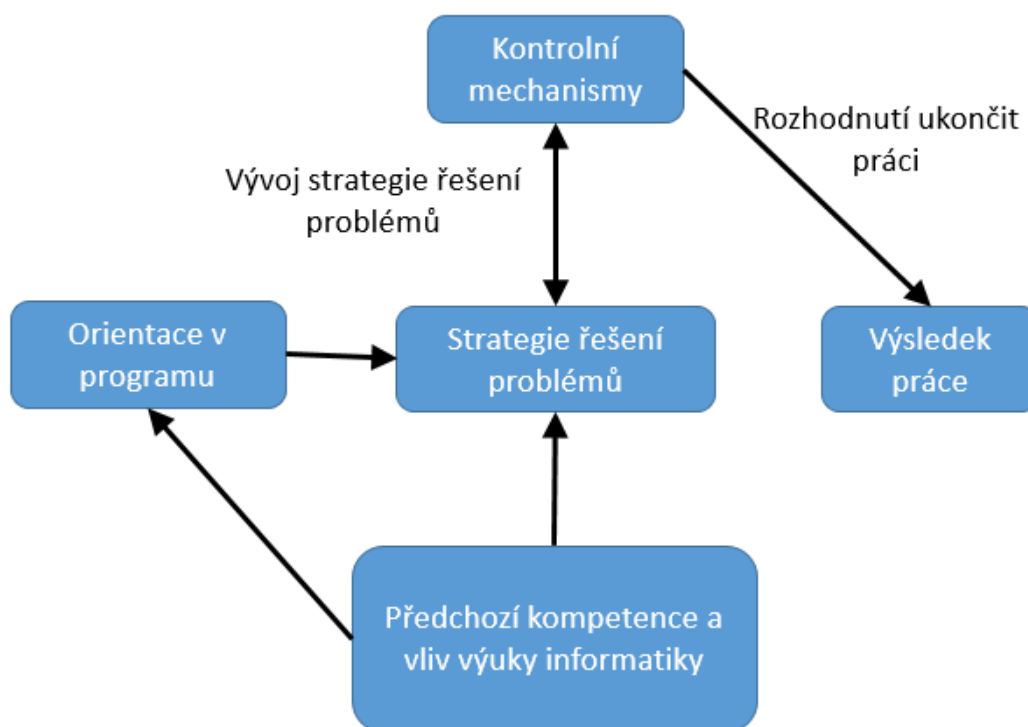 Kontrolní
mechanismy
Rozhodnutí ukončit
práci
Vývoj strategie řešení
problémů
Orientace v
programu
Strategie řešení
problémů
Výsledek
práce
Předchozí kompetence a
vliv výuky informatiky